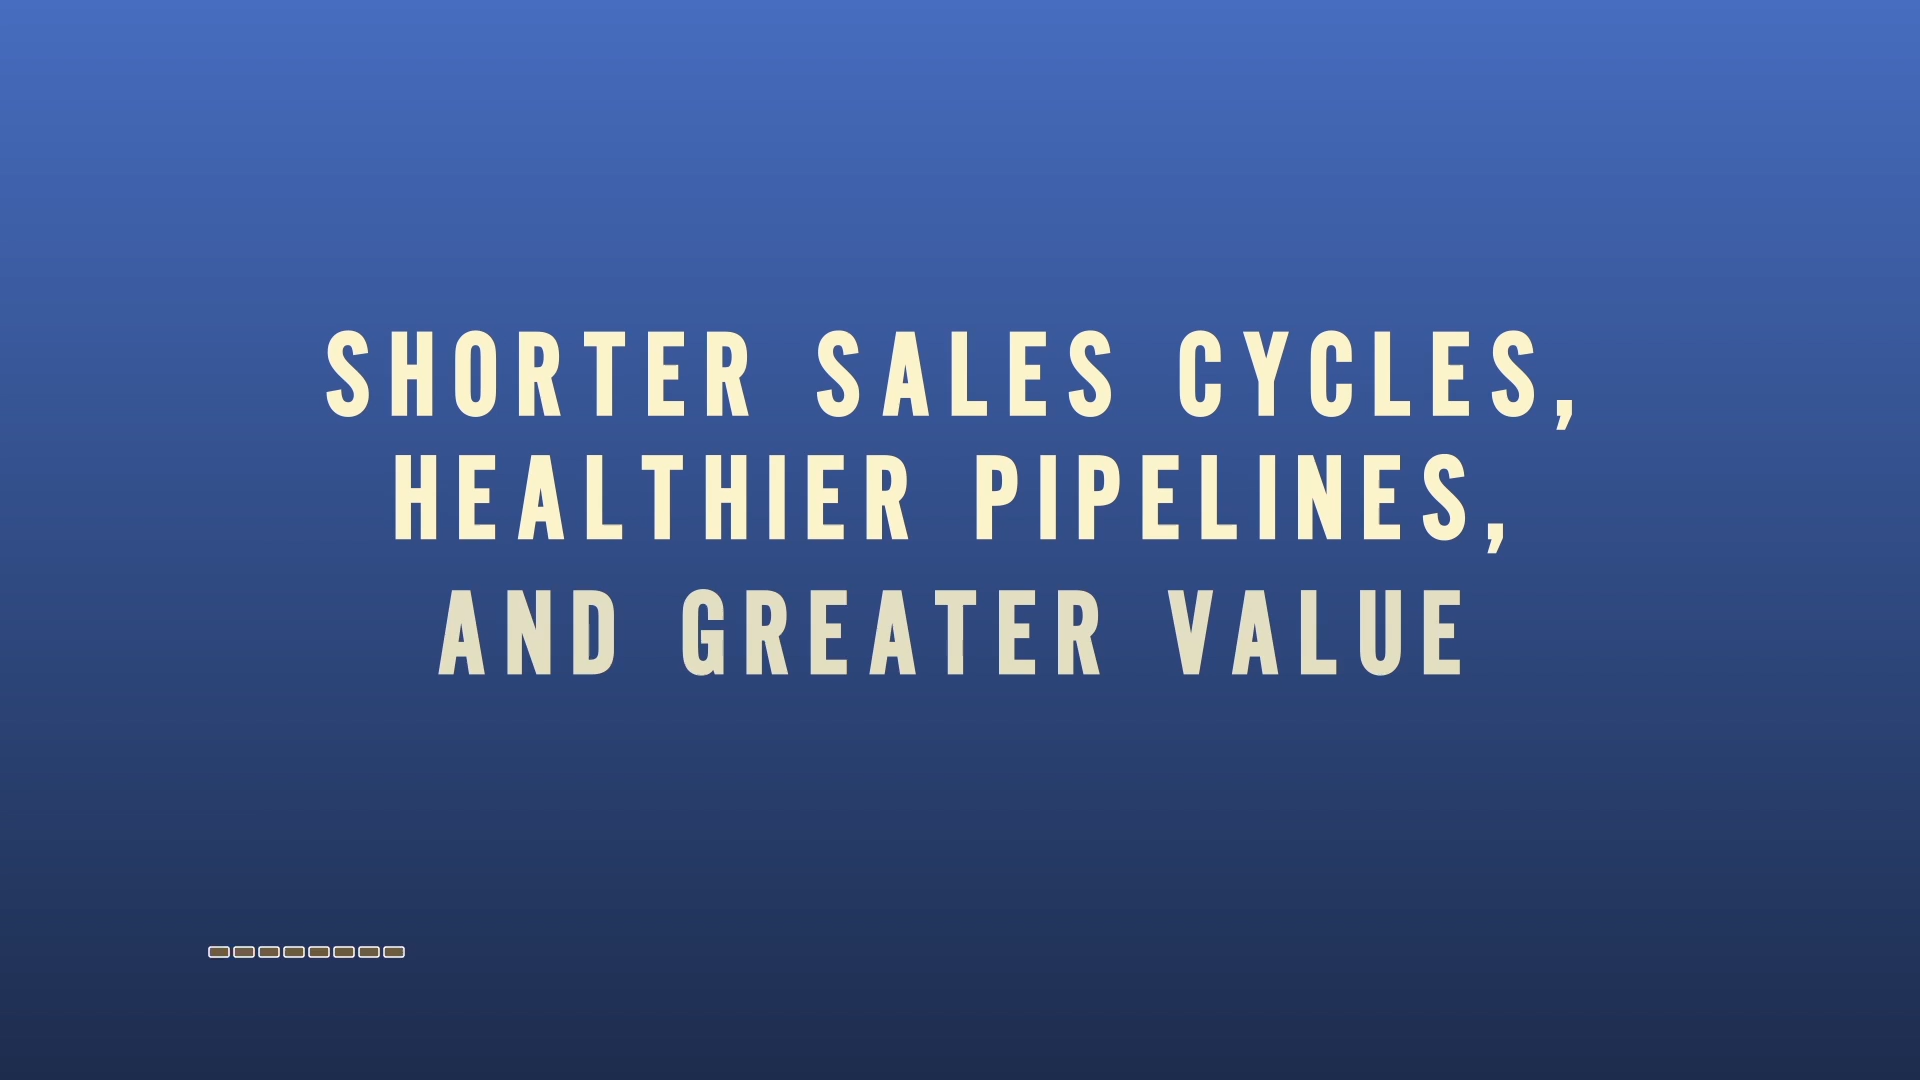 SHORTER SALES CYCLES,
HEALTHIER PIPELINES,
AND GREATER VALUE